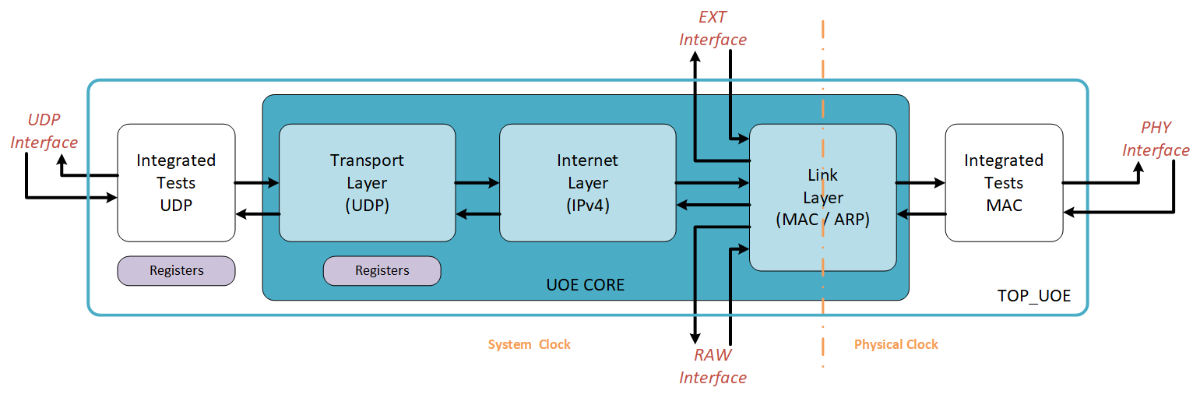 EXT
Interface
UDP
Interface
Integrated
Tests
UDP
Transport
Layer
(UDP)
Internet
Layer
(IPv4)
Link
Layer
(MAC / ARP)
Integrated
Tests
MAC
PHY
Interface
Registers
Registers
UOE CORE
TOP_UOE
System Clock
Physical Clock
RAW
Interface